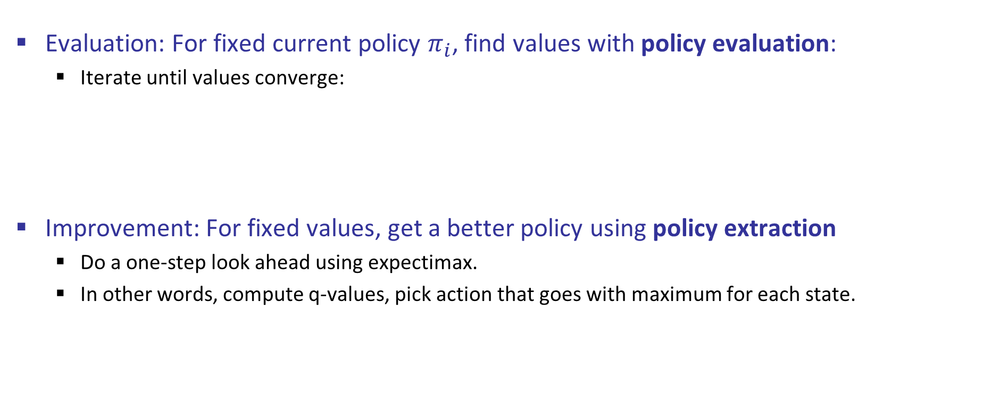 ▪ Evaluation: For fixed current policy πᵢ, find values with policy evaluation:
▪ Iterate until values converge:
▪ Improvement: For fixed values, get a better policy using policy extraction
▪ Do a one-step look ahead using expectimax.
▪ In other words, compute q-values, pick action that goes with maximum for each state.